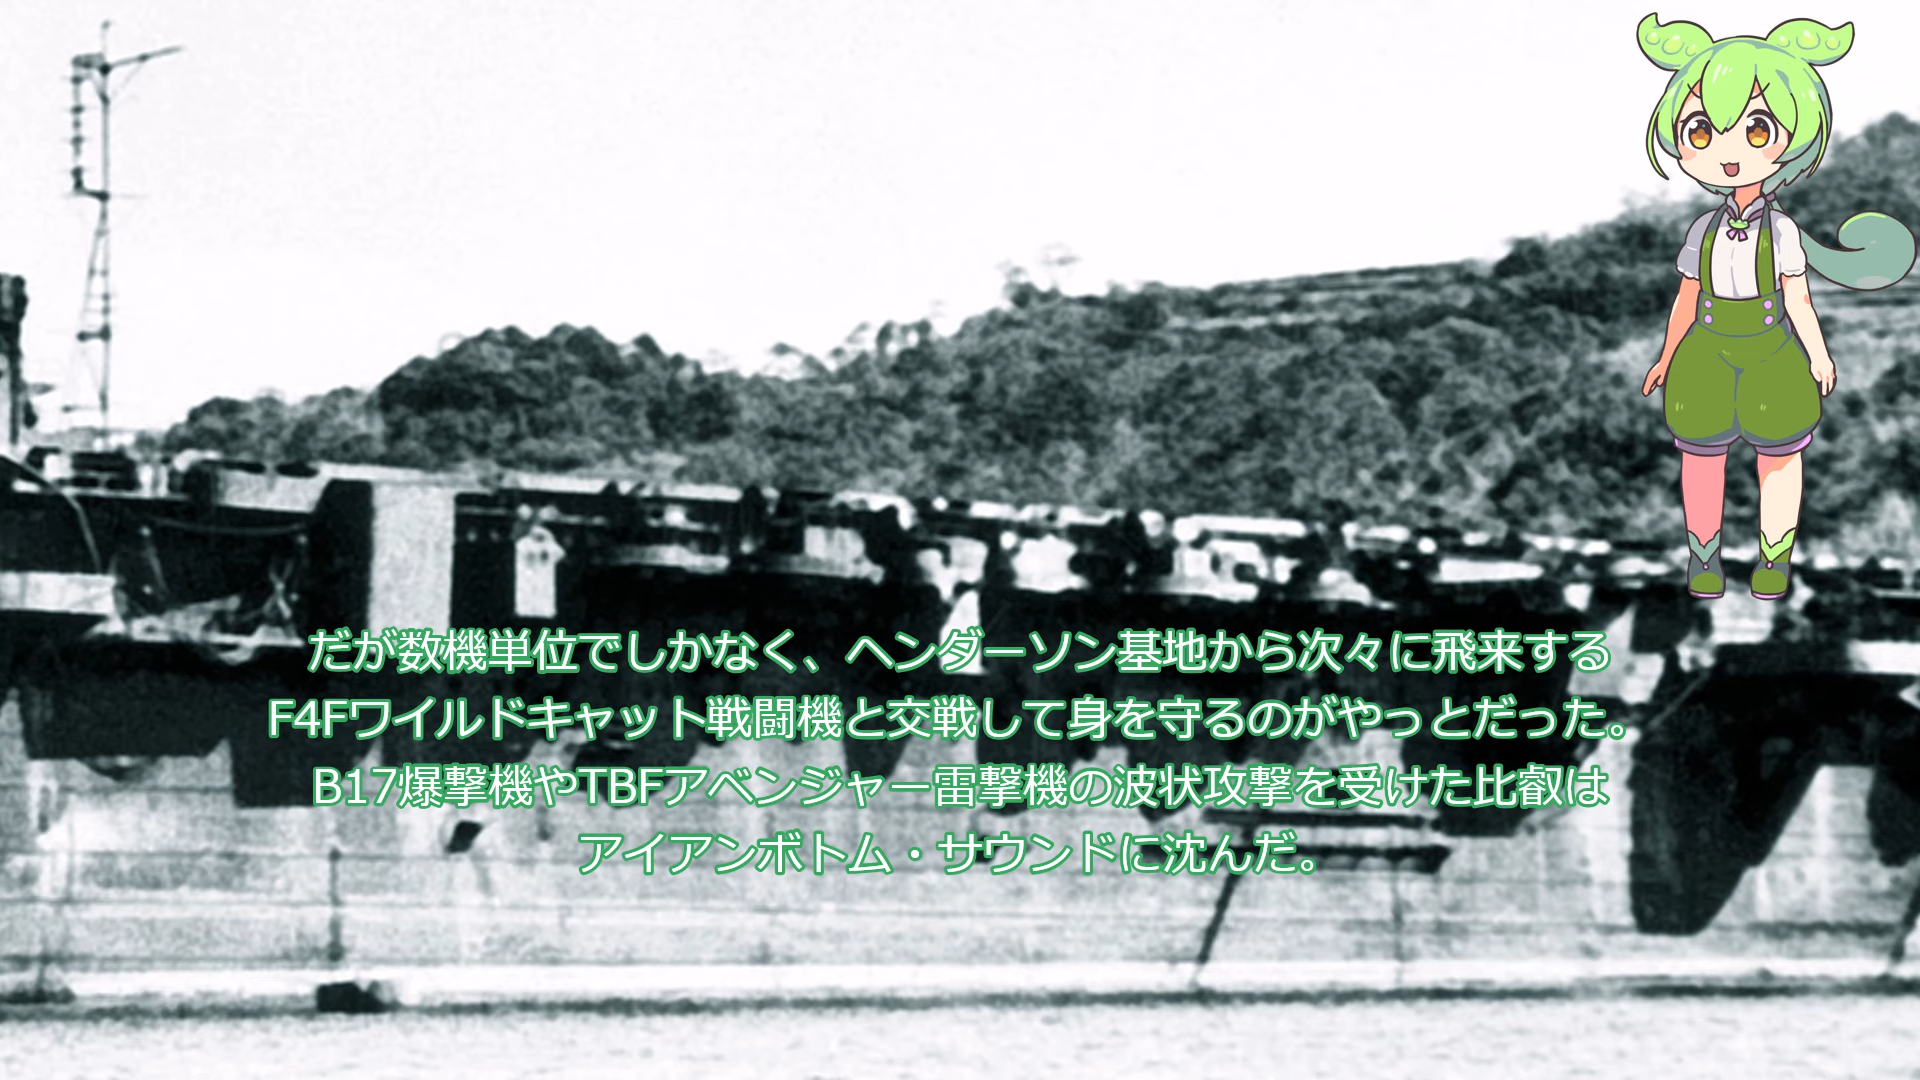 だが数機単位でしかなく、ヘンダーソン基地から次々に飛来する
F4Fワイルドキャット戦闘機と交戦して身を守るのがやっとだった。
B17爆撃機やTBFアベンジャー雷撃機の波状攻撃を受けた比叡は
アイアンボトム・サウンドに沈んだ。